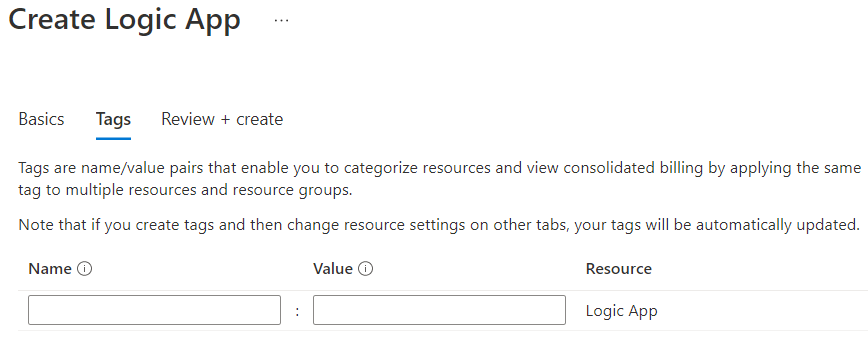 Create Logic App ...
Basics Tags Review + create
Tags are name/value pairs that enable you to categorize resources and view consolidated billing by applying the same
tag to multiple resources and resource groups.
Note that if you create tags and then change resource settings on other tabs, your tags will be automatically updated.
Name Value Resource
: Logic App